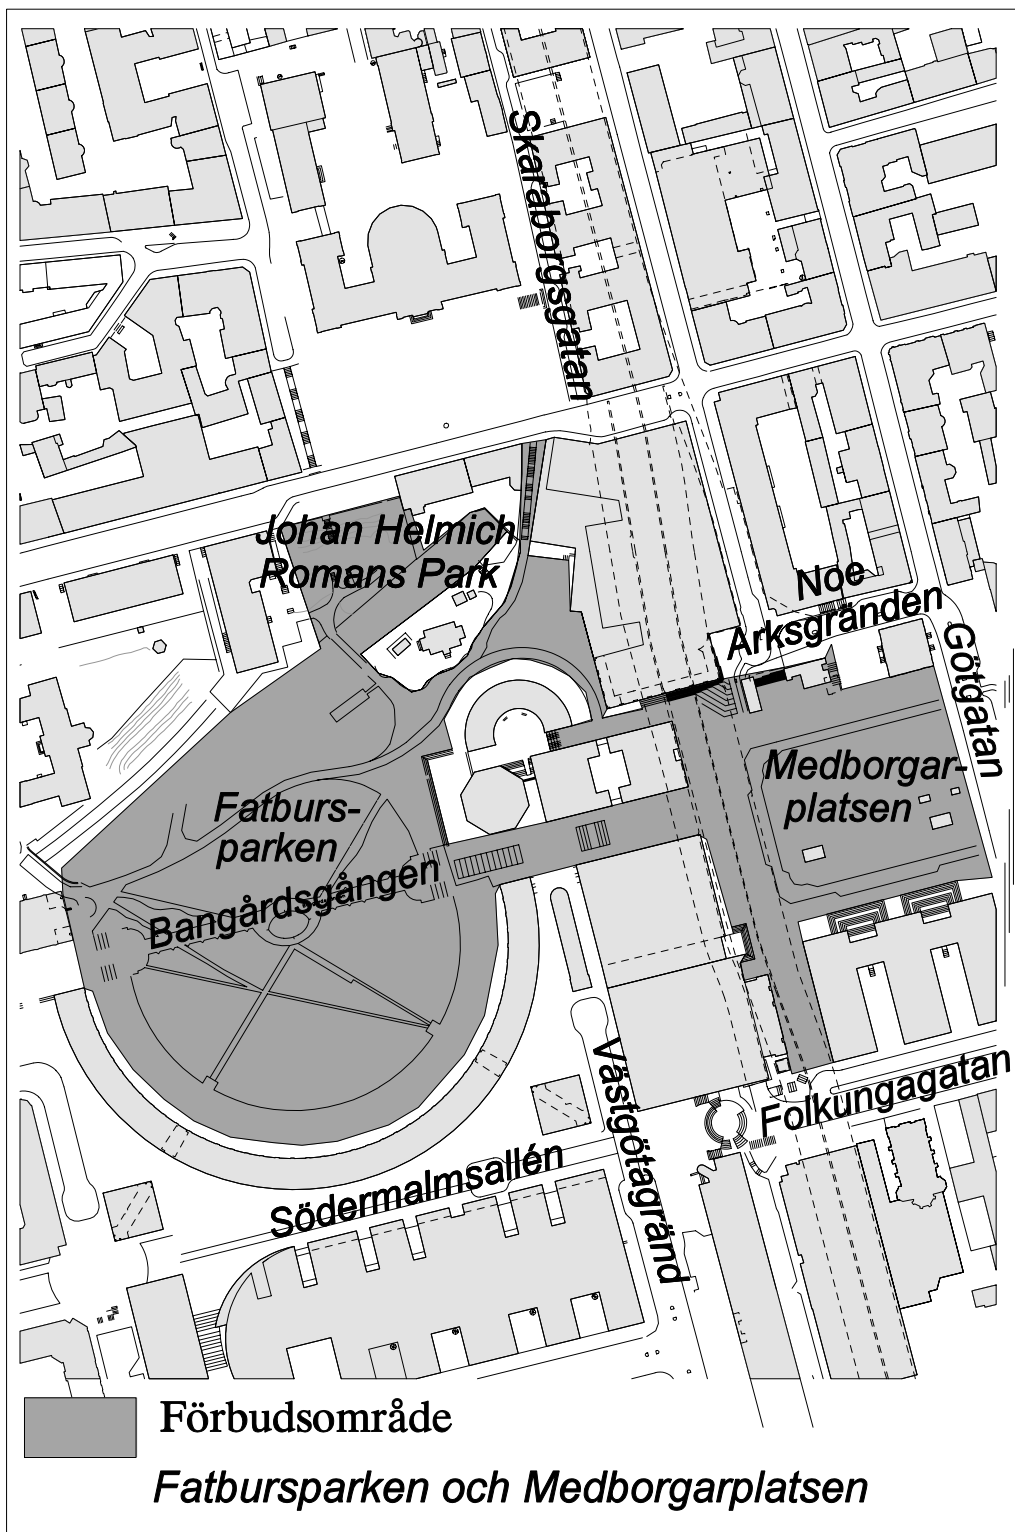 Skaraborgsgatan
Johan Helmich
Romans Park
Noe
Arksgränden
Götgatan
Medborgar-
platsen
Fatburs-
parken
Bangårdsgången
Västgötagränd
Folkungagatan
Södermalmsallén
Förbudsområde
Fatbursparken och Medborgarplatsen